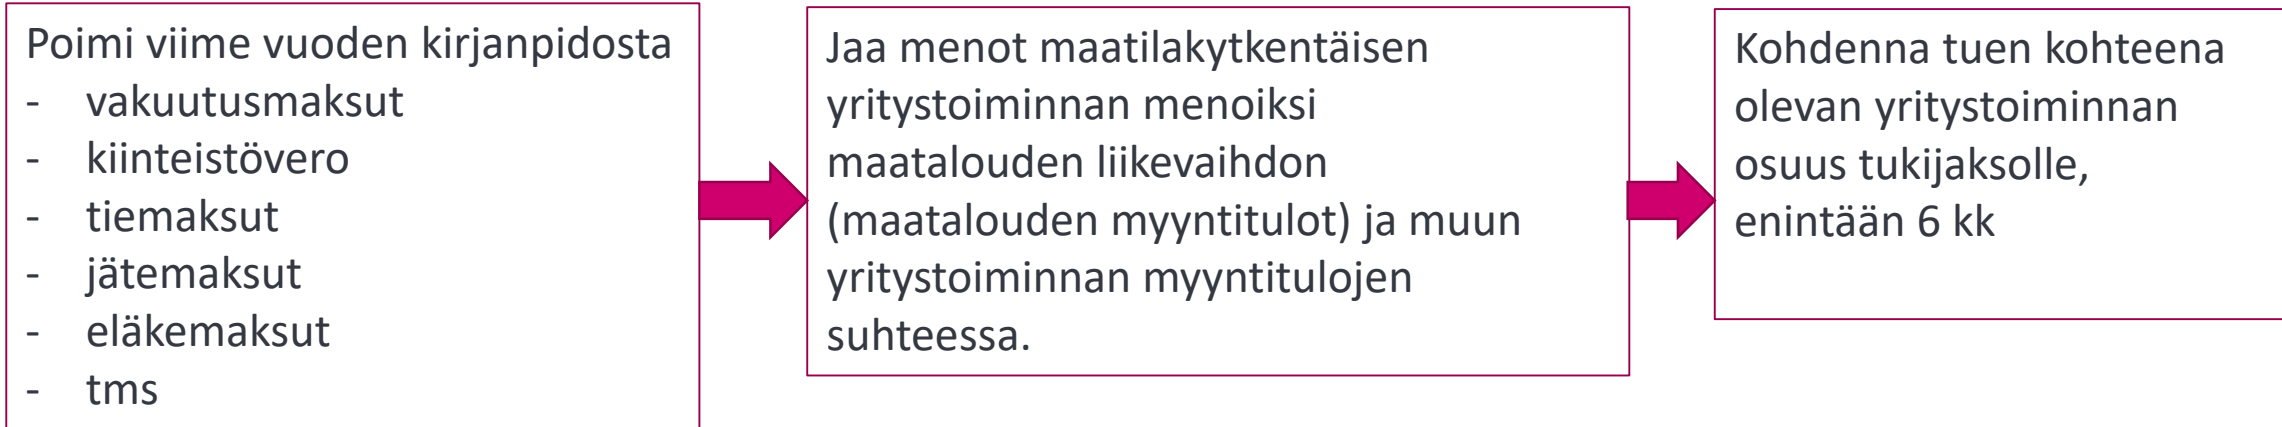 Poimi viime vuoden kirjanpidosta
- vakuutusmaksut
- kiinteistövero
- tiemaksut
- jätemaksut
- eläkemaksut
- tms
Jaa menot maatilakytkentäisen
yritystoiminnan menoiksi
maatalouden liikevaihdon
(maatalouden myyntitulot) ja muun
yritystoiminnan myyntitulojen
suhteessa.
Kohdenna tuen kohteena
olevan yritystoiminnan
osuus tukijaksolle,
enintään 6 kk